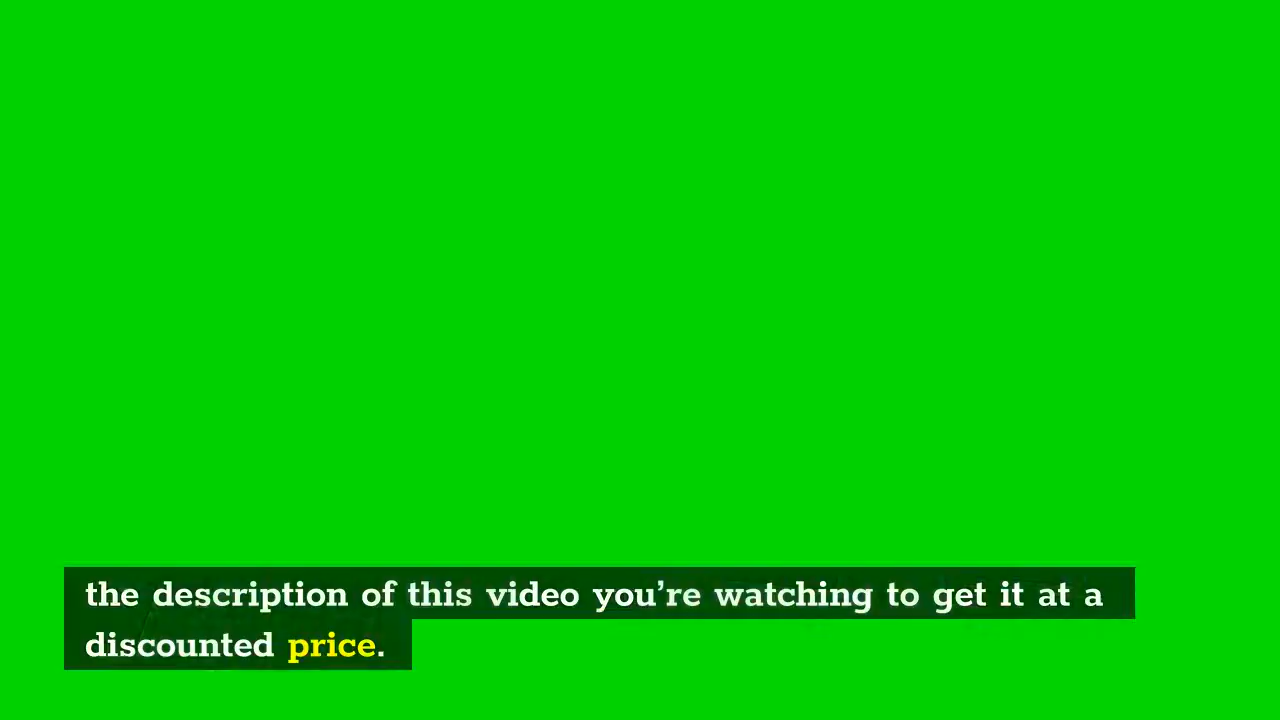 the description of this video you’re watching to get it at a
discounted price.